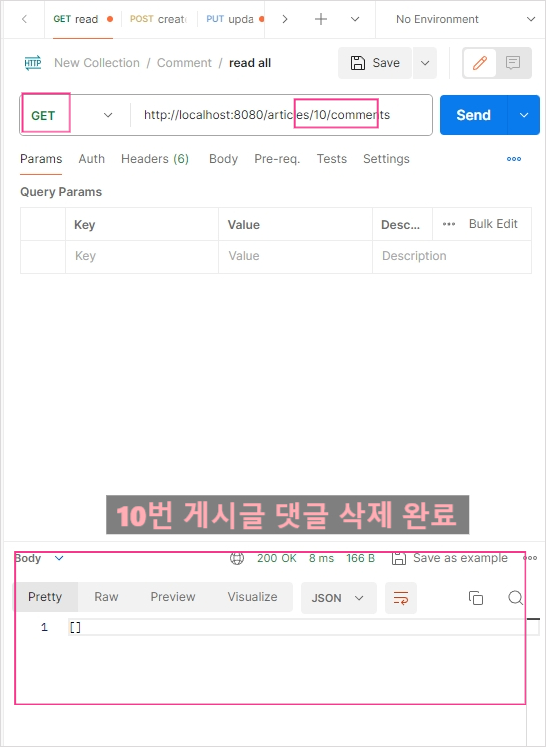 GET read POST create PUT upda No Environment
HTTP New Collection / Comment / read all Save
GET http://localhost:8080/articles/10/comments Send
Params Auth Headers (6) Body Pre-req. Tests Settings
Query Params
Key Value Desc... Bulk Edit
Key Value Description
10번 게시글 댓글 삭제 완료
Body 200 OK 8 ms 166 B Save as example
Pretty Raw Preview Visualize JSON
1 []